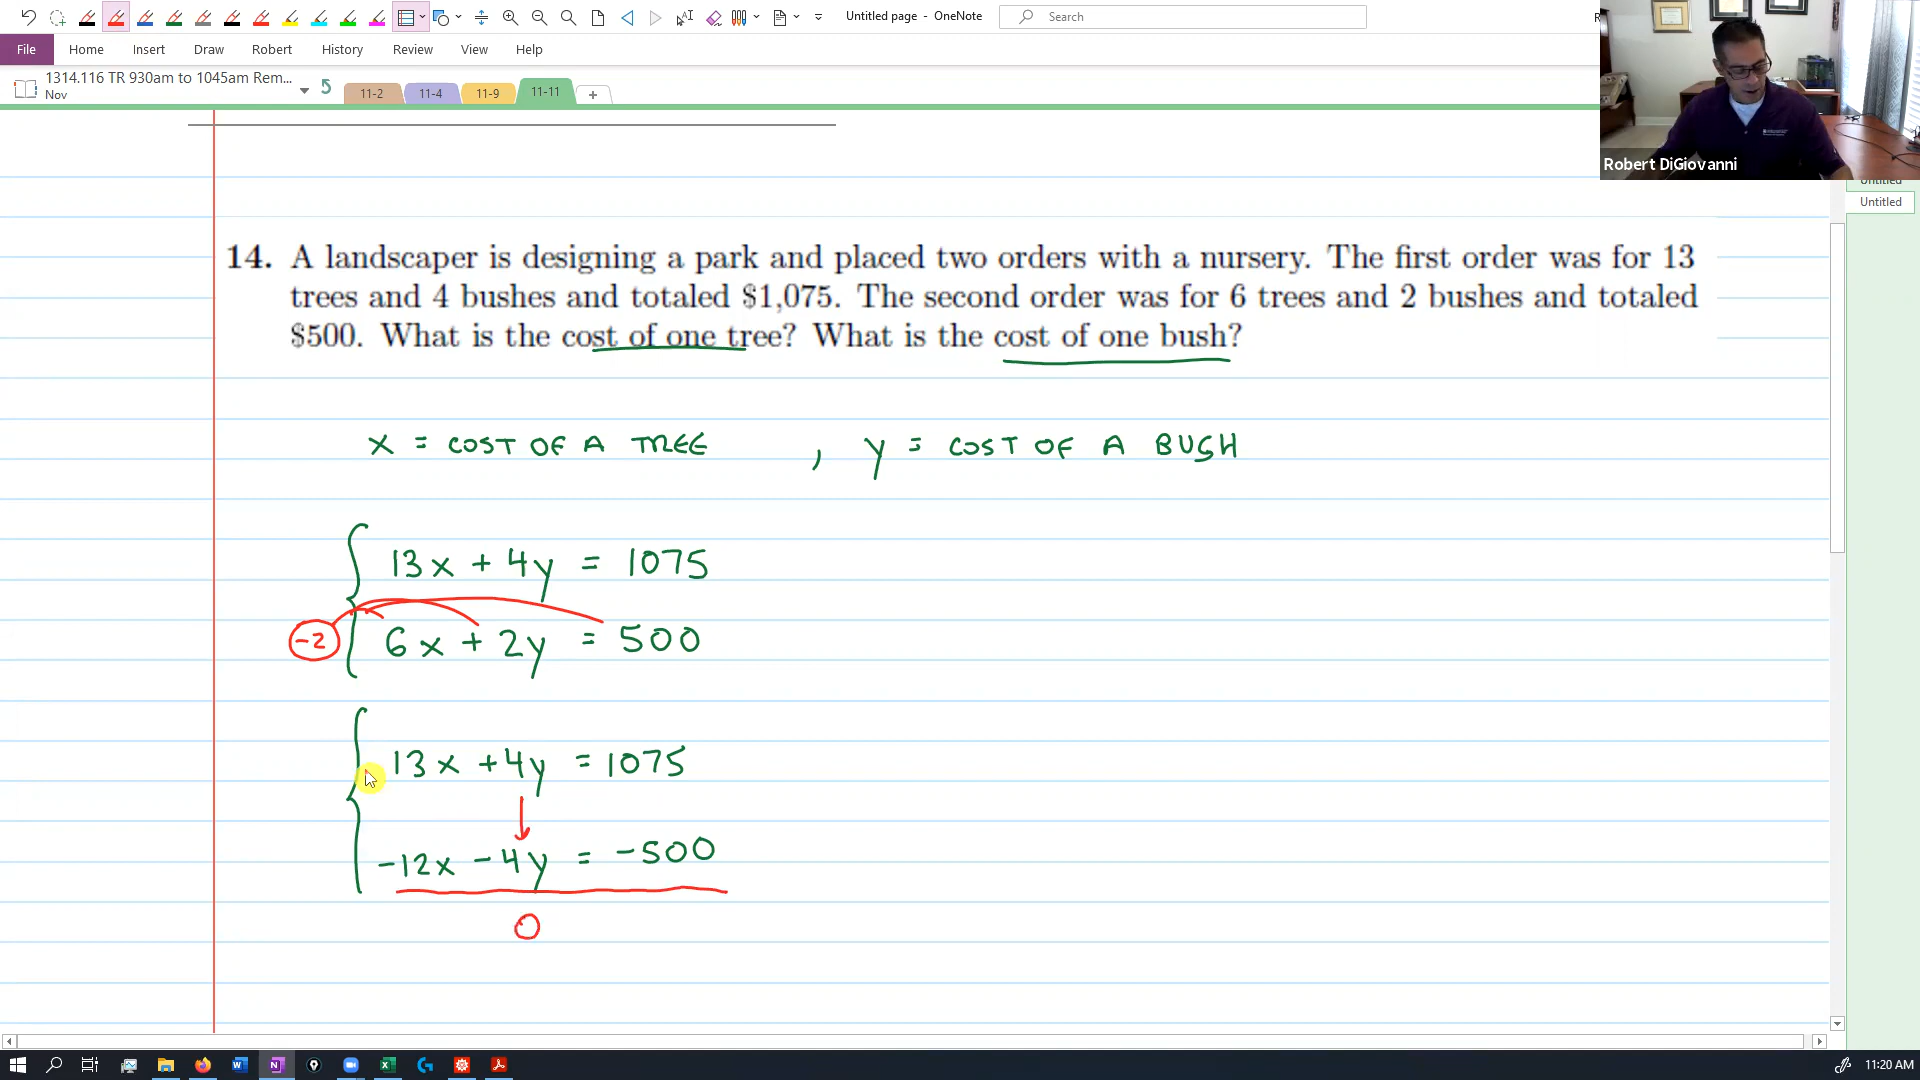 Untitled page - OneNote
Search
File Home Insert Draw Robert History Review View Help
1314.116 TR 930am to 1045am Rem...
Nov
11-2 11-4 11-9 11-11
Robert DiGiovanni
Untitled
Untitled
14. A landscaper is designing a park and placed two orders with a nursery. The first order was for 13
trees and 4 bushes and totaled $1,075. The second order was for 6 trees and 2 bushes and totaled
$500. What is the cost of one tree? What is the cost of one bush?
x = COST OF A TREE , y = COST OF A BUSH
13x + 4y = 1075
-2 6x + 2y = 500
13x + 4y = 1075
-12x - 4y = -500
0
11:20 AM